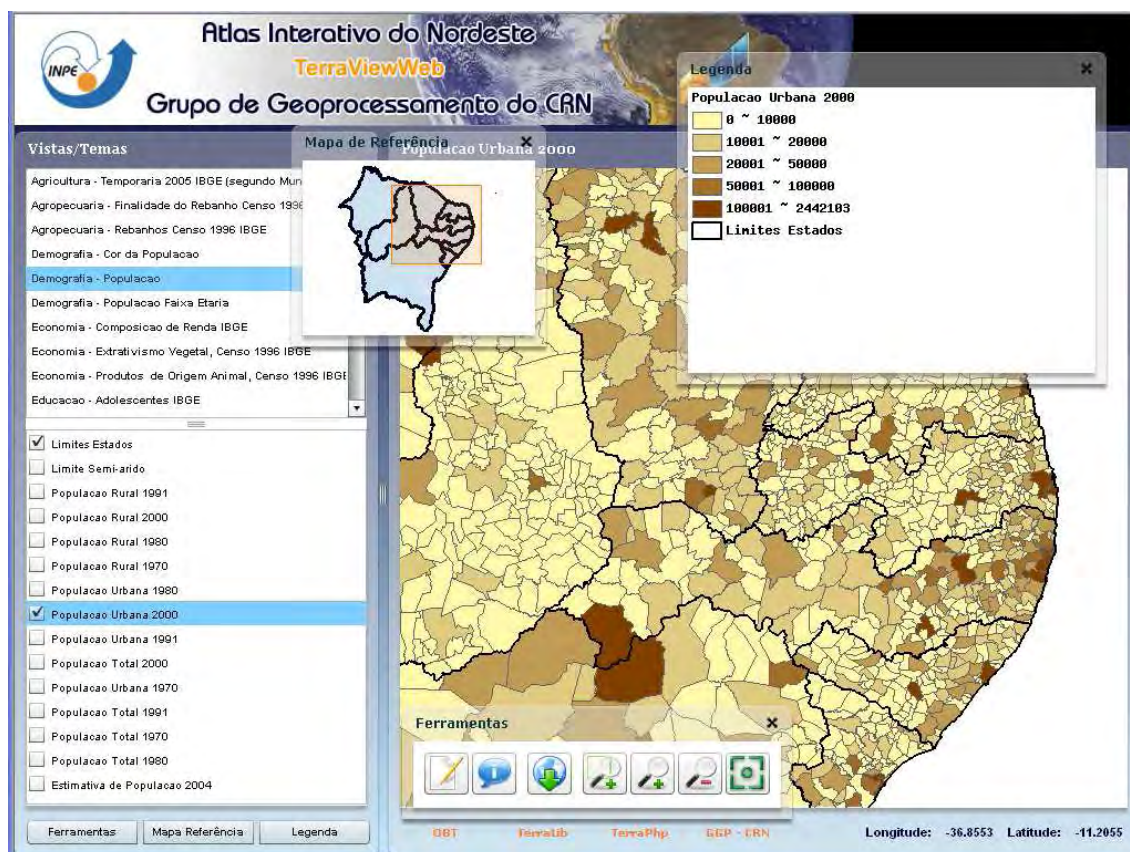 Atlas Interativo do Nordeste
INPE
TerraViewWeb
Grupo de Geoprocessamento do CRN
Legenda
Populacao Urbana 2000
0 ~ 10000
10001 ~ 20000
20001 ~ 50000
50001 ~ 100000
100001 ~ 2442103
Limites Estados
Vistas/Temas
Mapa de Referência
Populacao Urbana 2000
Agricultura - Temporaria 2005 IBGE (segundo Mun
Agropecuaria - Finalidade do Rebanho Censo 1996
Agropecuaria - Rebanhos Censo 1996 IBGE
Demografia - Cor da Populacao
Demografia - Populacao
Demografia - Populacao Faixa Etaria
Economia - Composicao de Renda IBGE
Economia - Extrativismo Vegetal, Censo 1996 IBGE
Economia - Produtos de Origem Animal, Censo 1996 IBGE
Educacao - Adolescentes IBGE
Limites Estados
Limite Semi-arido
Populacao Rural 1991
Populacao Rural 2000
Populacao Rural 1980
Populacao Rural 1970
Populacao Urbana 1980
Populacao Urbana 2000
Populacao Urbana 1991
Populacao Total 2000
Populacao Urbana 1970
Populacao Total 1991
Populacao Total 1970
Populacao Total 1980
Estimativa de Populacao 2004
Ferramentas
Ferramentas Mapa Referência Legenda
OBT TerraLib TerraPhp GGP - CRN
Longitude: -36.8553 Latitude: -11.2055